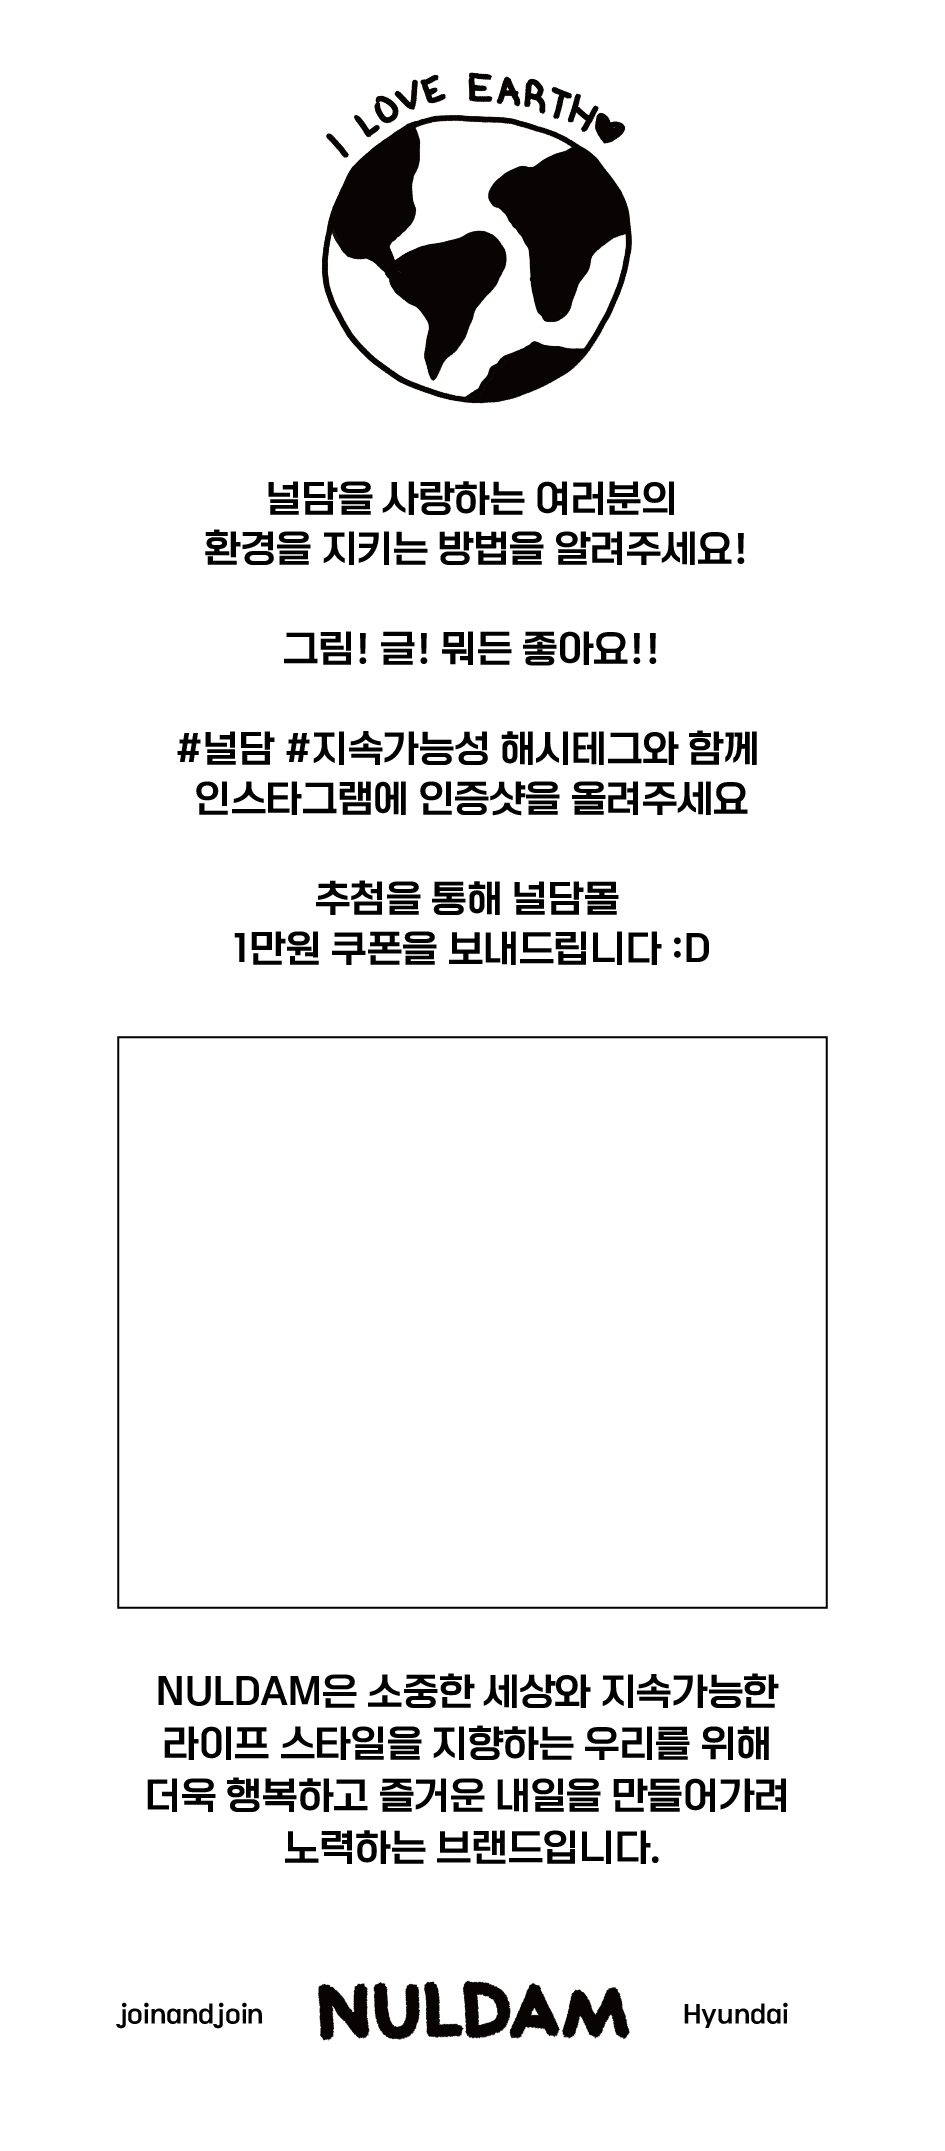 I LOVE EARTH♥
널담을 사랑하는 여러분의
환경을 지키는 방법을 알려주세요!
그림! 글! 뭐든 좋아요!!
#널담 #지속가능성 해시테그와 함께
인스타그램에 인증샷을 올려주세요
추첨을 통해 널담몰
1만원 쿠폰을 보내드립니다 :D
NULDAM은 소중한 세상와 지속가능한
라이프 스타일을 지향하는 우리를 위해
더욱 행복하고 즐거운 내일을 만들어가려
노력하는 브랜드입니다.
joinandjoin NULDAM Hyundai